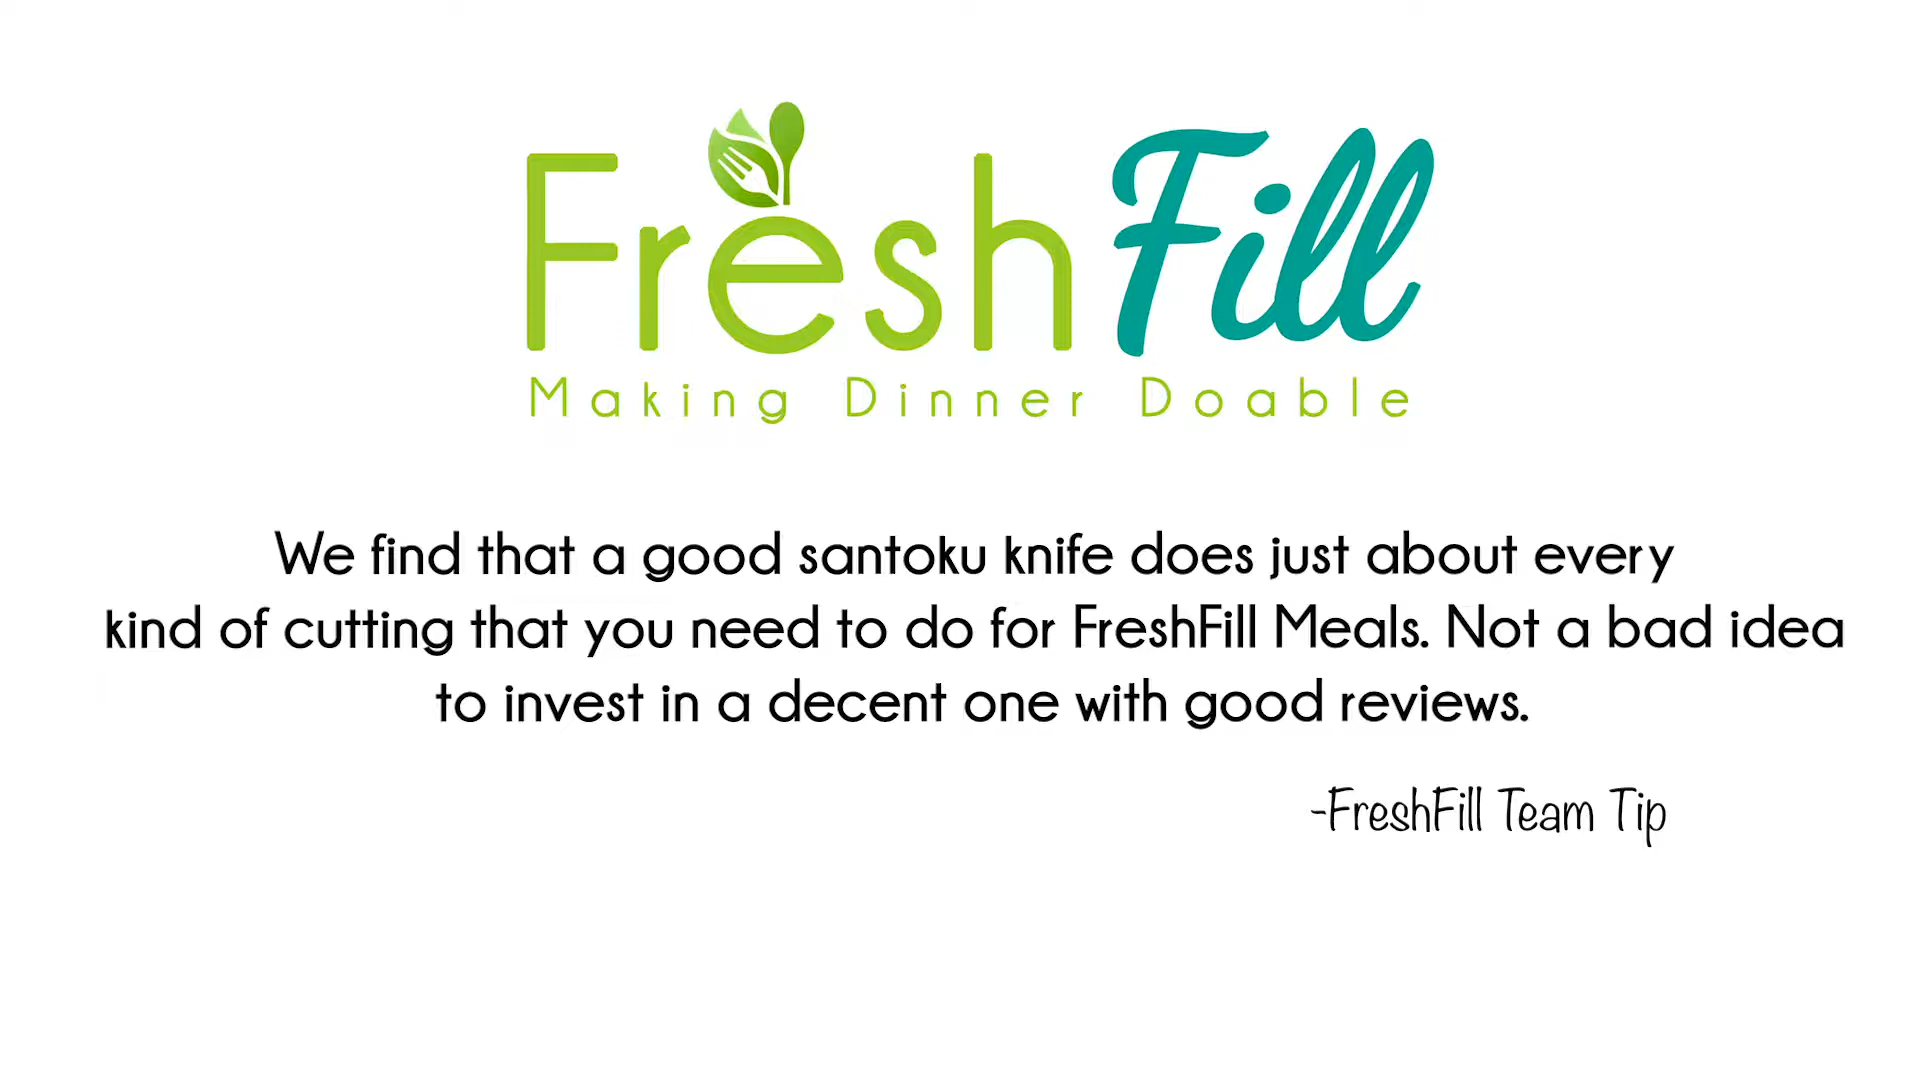 FreshFill
Making Dinner Doable
We find that a good santoku knife does just about every
kind of cutting that you need to do for FreshFill Meals. Not a bad idea
to invest in a decent one with good reviews.
-FreshFill Team Tip